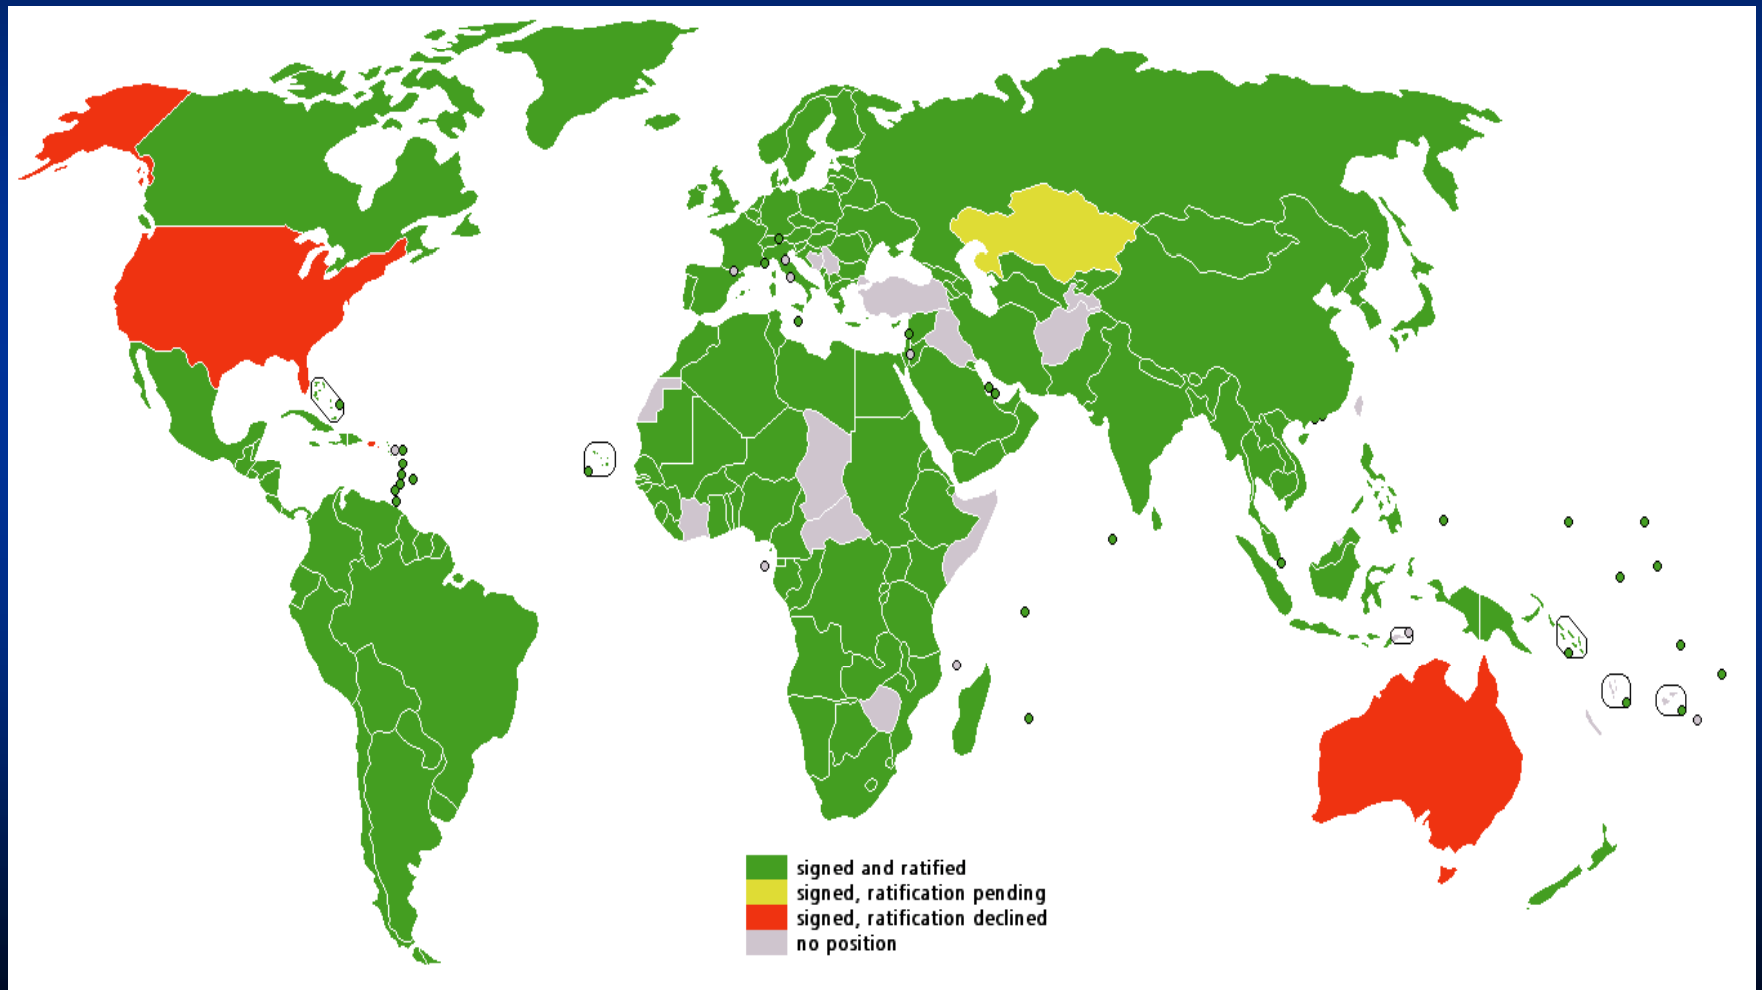 signed and ratified
signed, ratification pending
signed, ratification declined
no position